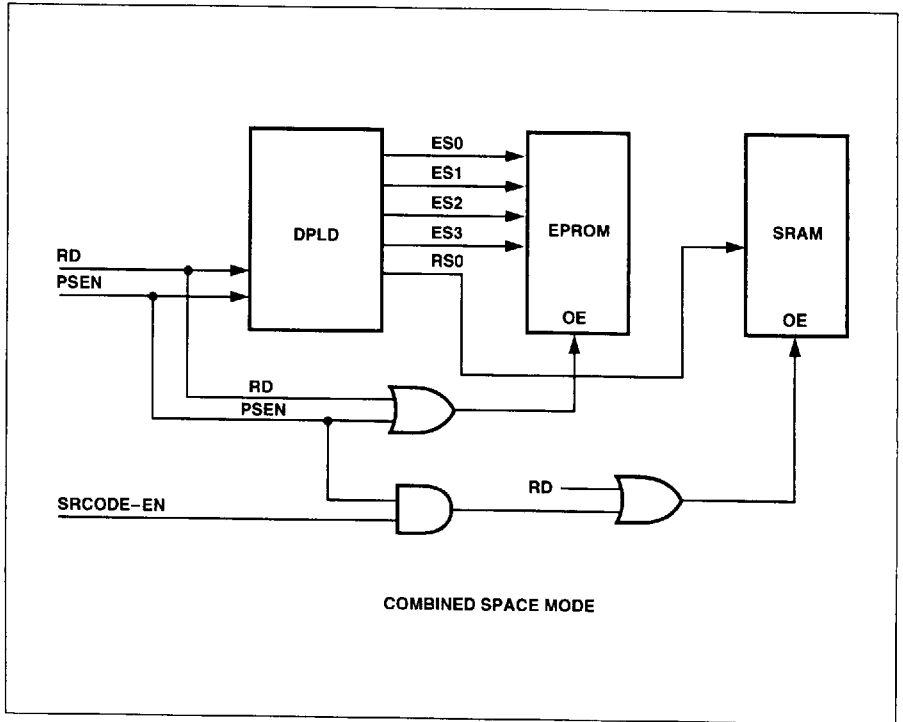 ES0
ES1
ES2
ES3
RS0
DPLD
EPROM
OE
SRAM
OE
RD
PSEN
RD
PSEN
SRCODE-EN
RD
COMBINED SPACE MODE